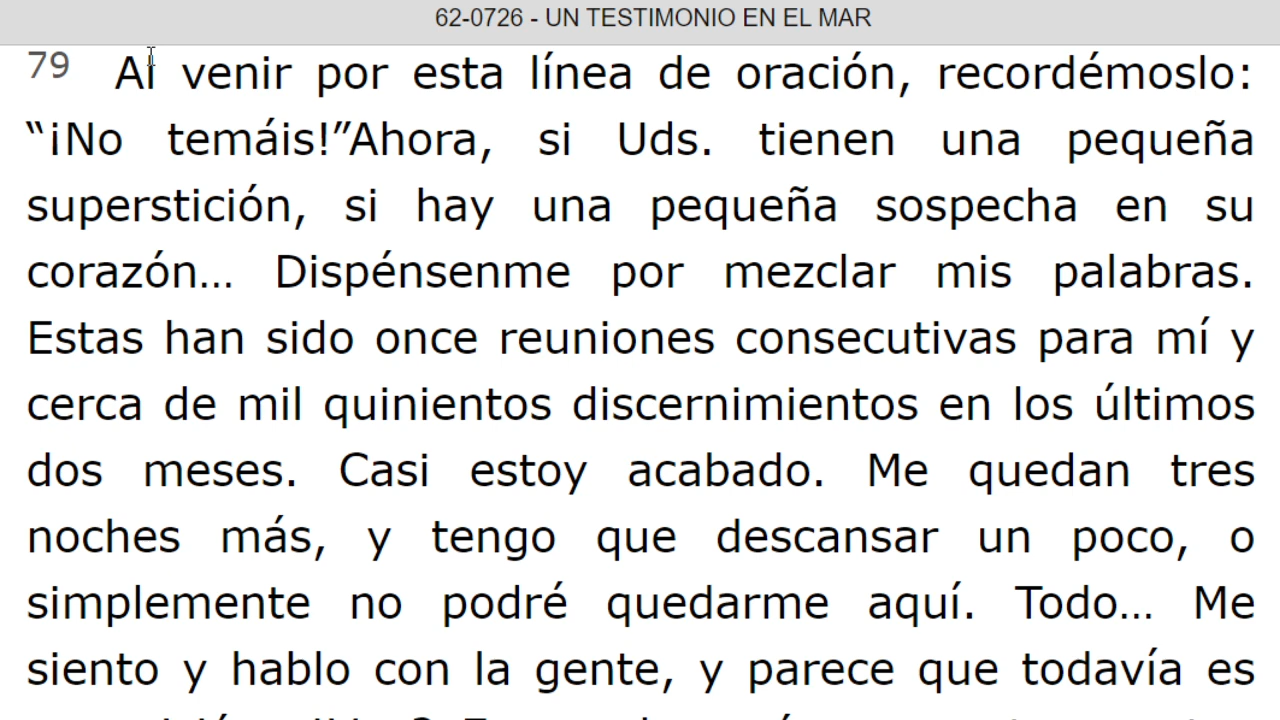 62-0726 - UN TESTIMONIO EN EL MAR
79 Al venir por esta línea de oración, recordémoslo:
“¡No temáis!”Ahora, si Uds. tienen una pequeña
superstición, si hay una pequeña sospecha en su
corazón… Dispénsenme por mezclar mis palabras.
Estas han sido once reuniones consecutivas para mí y
cerca de mil quinientos discernimientos en los últimos
dos meses. Casi estoy acabado. Me quedan tres
noches más, y tengo que descansar un poco, o
simplemente no podré quedarme aquí. Todo… Me
siento y hablo con la gente, y parece que todavía es